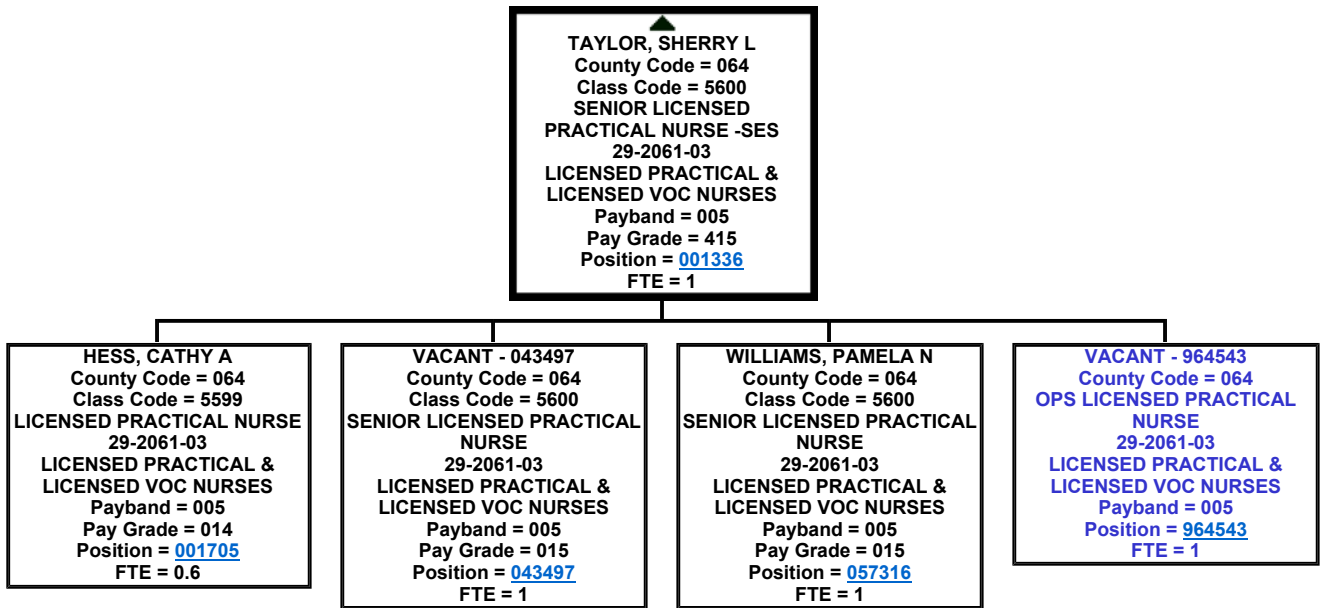 TAYLOR, SHERRY L
County Code = 064
Class Code = 5600
SENIOR LICENSED
PRACTICAL NURSE -SES
29-2061-03
LICENSED PRACTICAL &
LICENSED VOC NURSES
Payband = 005
Pay Grade = 415
Position = 001336
FTE = 1
HESS, CATHY A
County Code = 064
Class Code = 5599
LICENSED PRACTICAL NURSE
29-2061-03
LICENSED PRACTICAL &
LICENSED VOC NURSES
Payband = 005
Pay Grade = 014
Position = 001705
FTE = 0.6
VACANT - 043497
County Code = 064
Class Code = 5600
SENIOR LICENSED PRACTICAL
NURSE
29-2061-03
LICENSED PRACTICAL &
LICENSED VOC NURSES
Payband = 005
Pay Grade = 015
Position = 043497
FTE = 1
WILLIAMS, PAMELA N
County Code = 064
Class Code = 5600
SENIOR LICENSED PRACTICAL
NURSE
29-2061-03
LICENSED PRACTICAL &
LICENSED VOC NURSES
Payband = 005
Pay Grade = 015
Position = 057316
FTE = 1
VACANT - 964543
County Code = 064
OPS LICENSED PRACTICAL
NURSE
29-2061-03
LICENSED PRACTICAL &
LICENSED VOC NURSES
Payband = 005
Position = 964543
FTE = 1